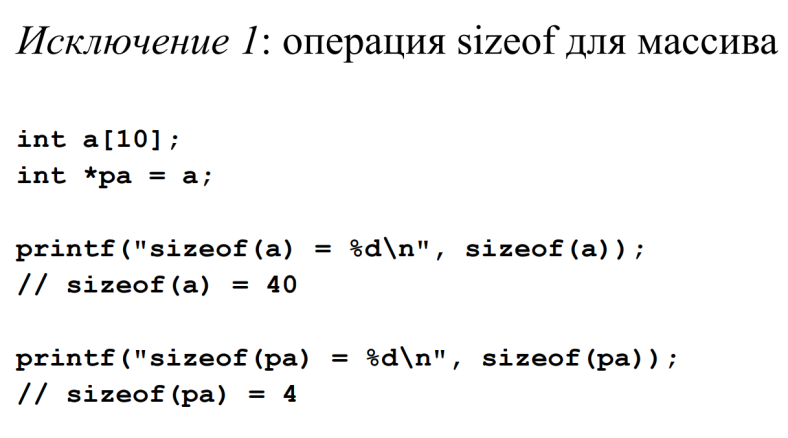 Исключение 1: операция sizeof для массива
int a[10];
int *pa = a;
printf("sizeof(a) = %d\n", sizeof(a));
// sizeof(a) = 40
printf("sizeof(pa) = %d\n", sizeof(pa));
// sizeof(pa) = 4